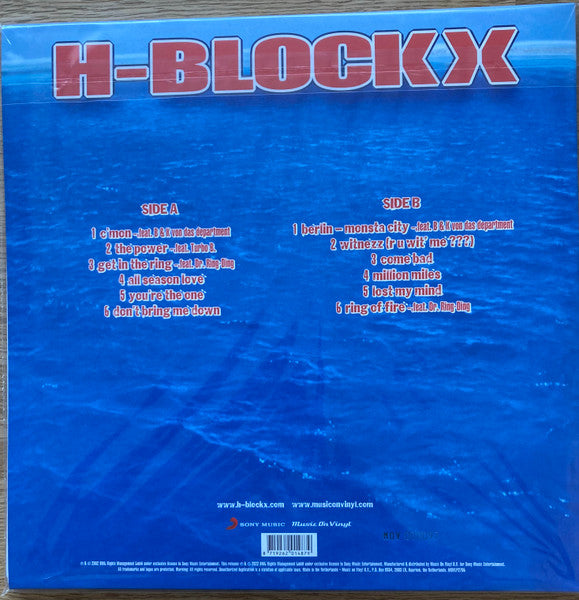 H-BLOCKX
SIDE A
1 c'mon -feat. B & K von das department
2 the power -feat. Turbo B.
3 get in the ring -feat. Dr. Ring-Ding
4 all season love
5 you're the one
6 don't bring me down
SIDE B
1 berlin – monsta city -feat. B & K von das department
2 witnezz (r u wit' me ???)
3 come bad
4 million miles
5 lost my mind
6 ring of fire -feat. Dr. Ring-Ding
www.h-blockx.com www.musiconvinyl.com
SONY MUSIC Music On Vinyl
8 719262 014879